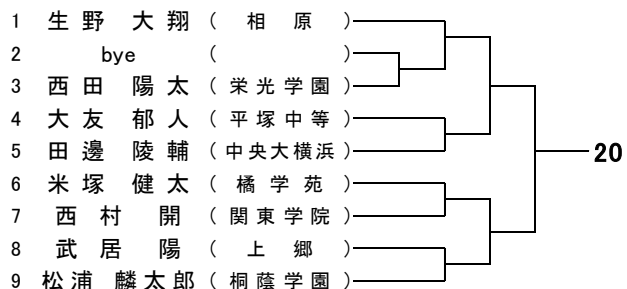 1 生野 大翔 ( 相原 )
2 bye ( )
3 西田 陽太 ( 栄光学園 )
4 大友 郁人 ( 平塚中等 )
5 田邊 陵輔 ( 中央大横浜 )
20
6 米塚 健太 ( 橘学苑 )
7 西村 開 ( 関東学院 )
8 武居 陽 ( 上郷 )
9 松浦 麟太郎 ( 桐蔭学園 )